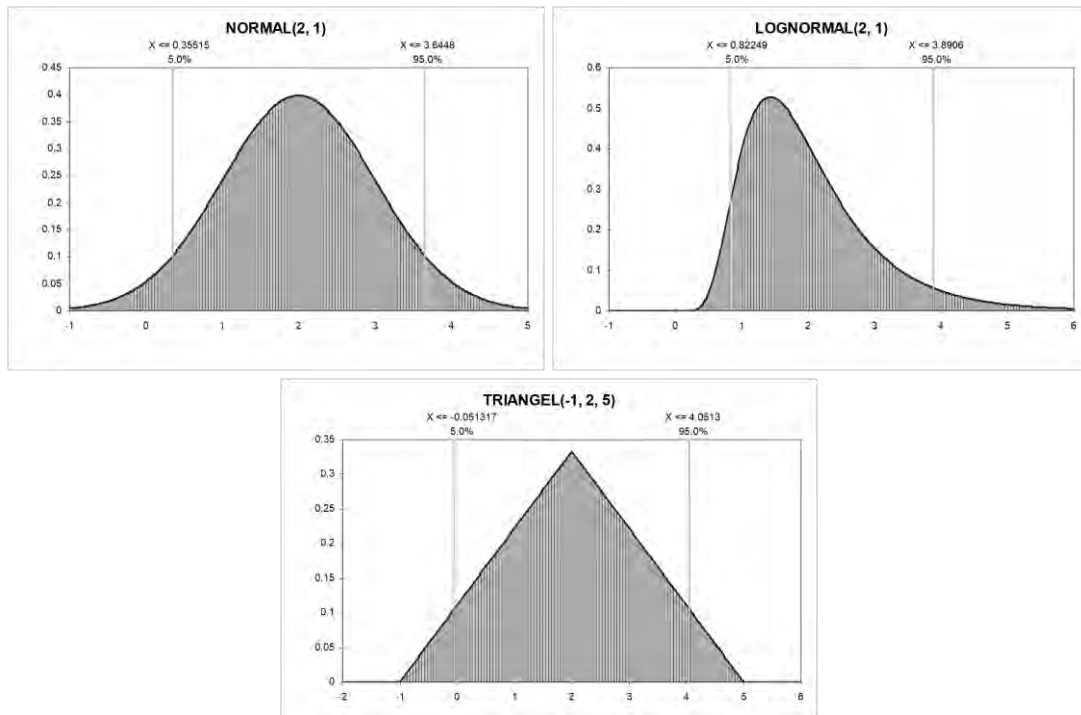 NORMAL(2, 1)
X <= 0.35515
5.0%
X <= 3.6448
95.0%
0.45
0.4
0.35
0.3
0.25
0.2
0.15
0.1
0.05
0
-1 0 1 2 3 4 5
LOGNORMAL(2, 1)
X <= 0.82249
5.0%
X <= 3.8906
95.0%
0.6
0.5
0.4
0.3
0.2
0.1
0
-1 0 1 2 3 4 5 6
TRIANGEL(-1, 2, 5)
X <= -0.051317
5.0%
X <= 4.0513
95.0%
0.35
0.3
0.25
0.2
0.15
0.1
0.05
0
-2 -1 0 1 2 3 4 5 6